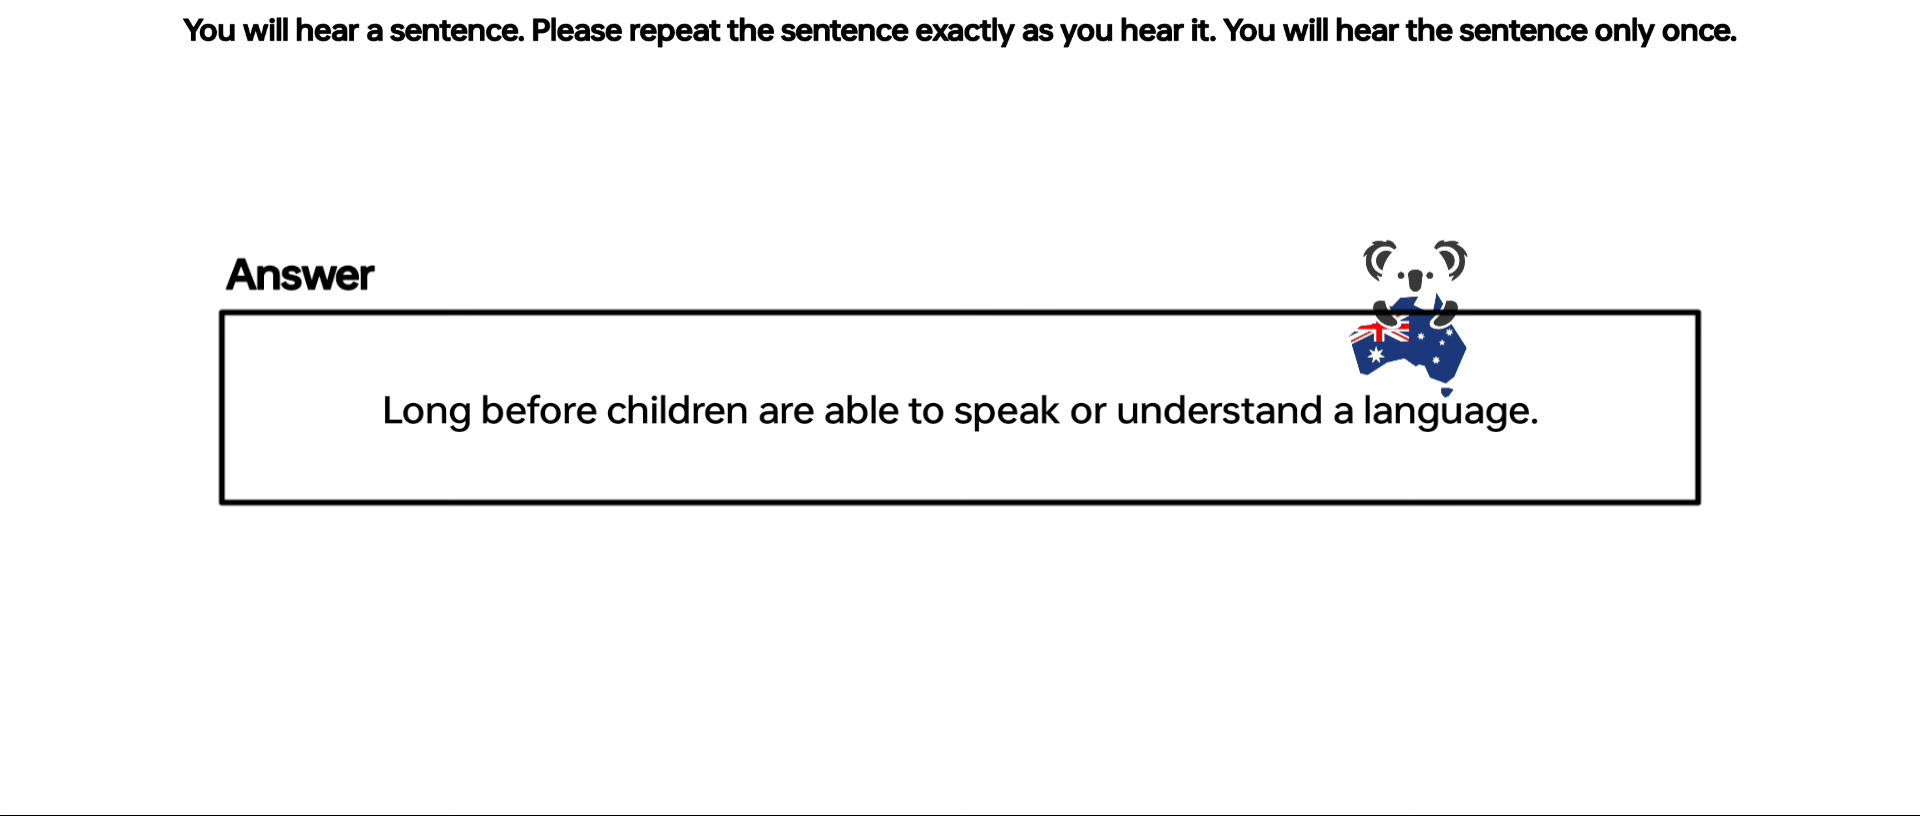 You will hear a sentence. Please repeat the sentence exactly as you hear it. You will hear the sentence only once.
Answer
Long before children are able to speak or understand a language.